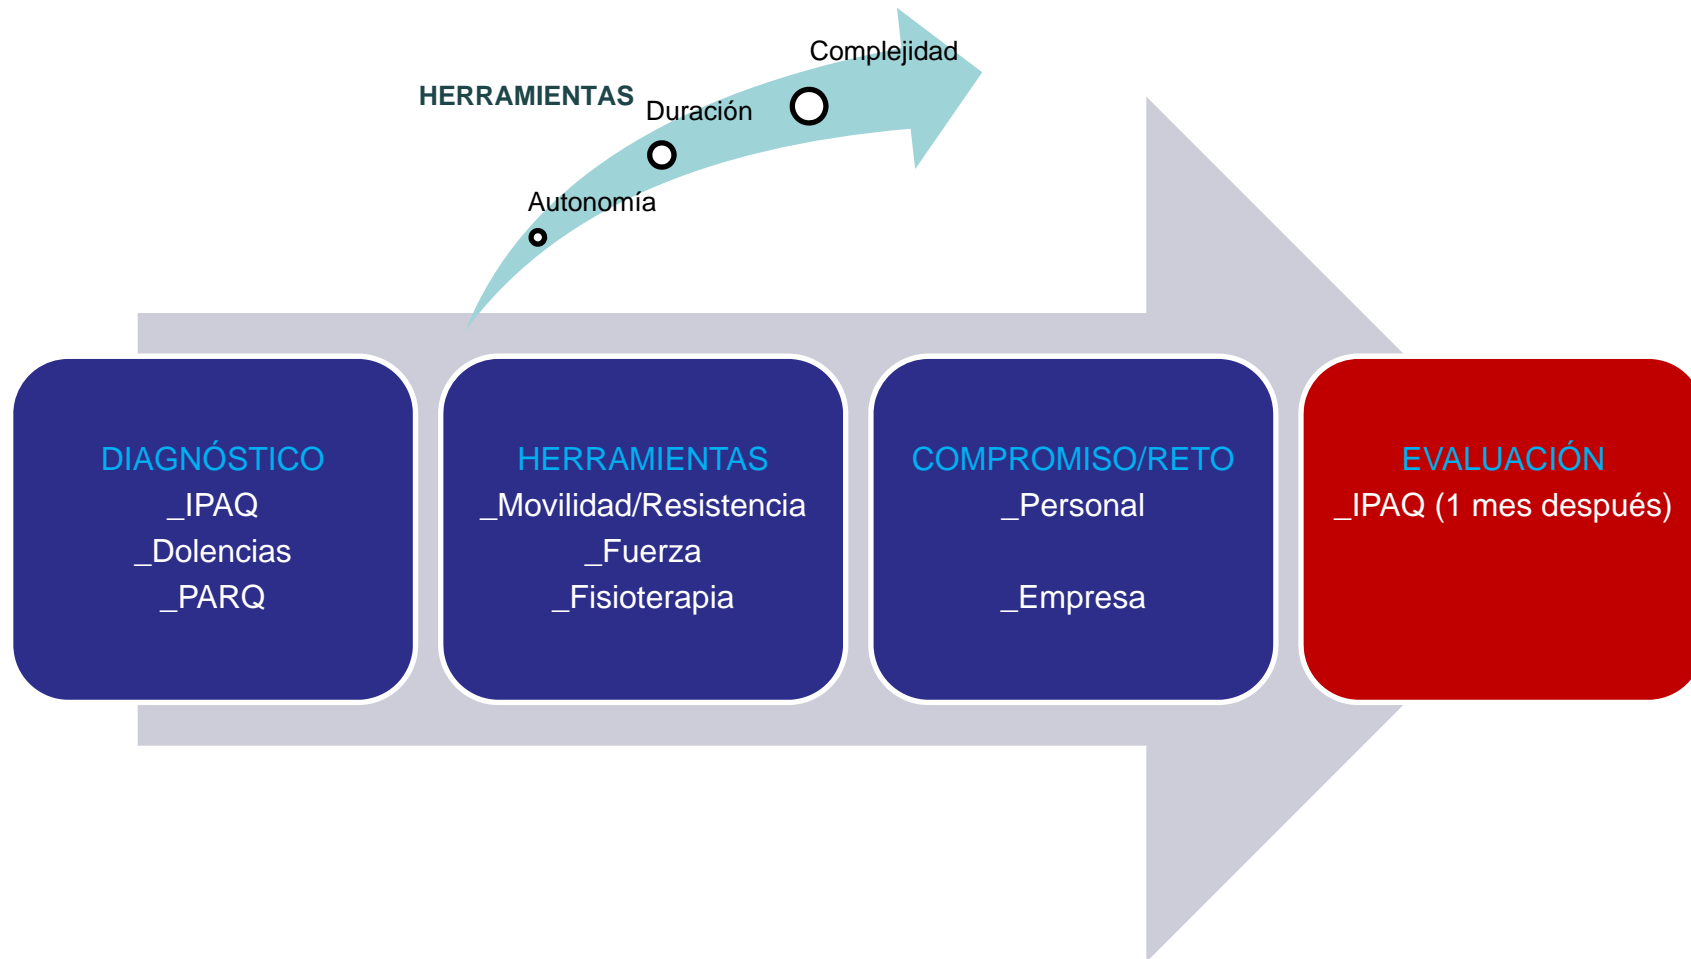 Complejidad
HERRAMIENTAS
Duración
Autonomía
DIAGNÓSTICO
_IPAQ
_Dolencias
_PARQ
HERRAMIENTAS
_Movilidad/Resistencia
_Fuerza
_Fisioterapia
COMPROMISO/RETO
_Personal
_Empresa
EVALUACIÓN
_IPAQ (1 mes después)